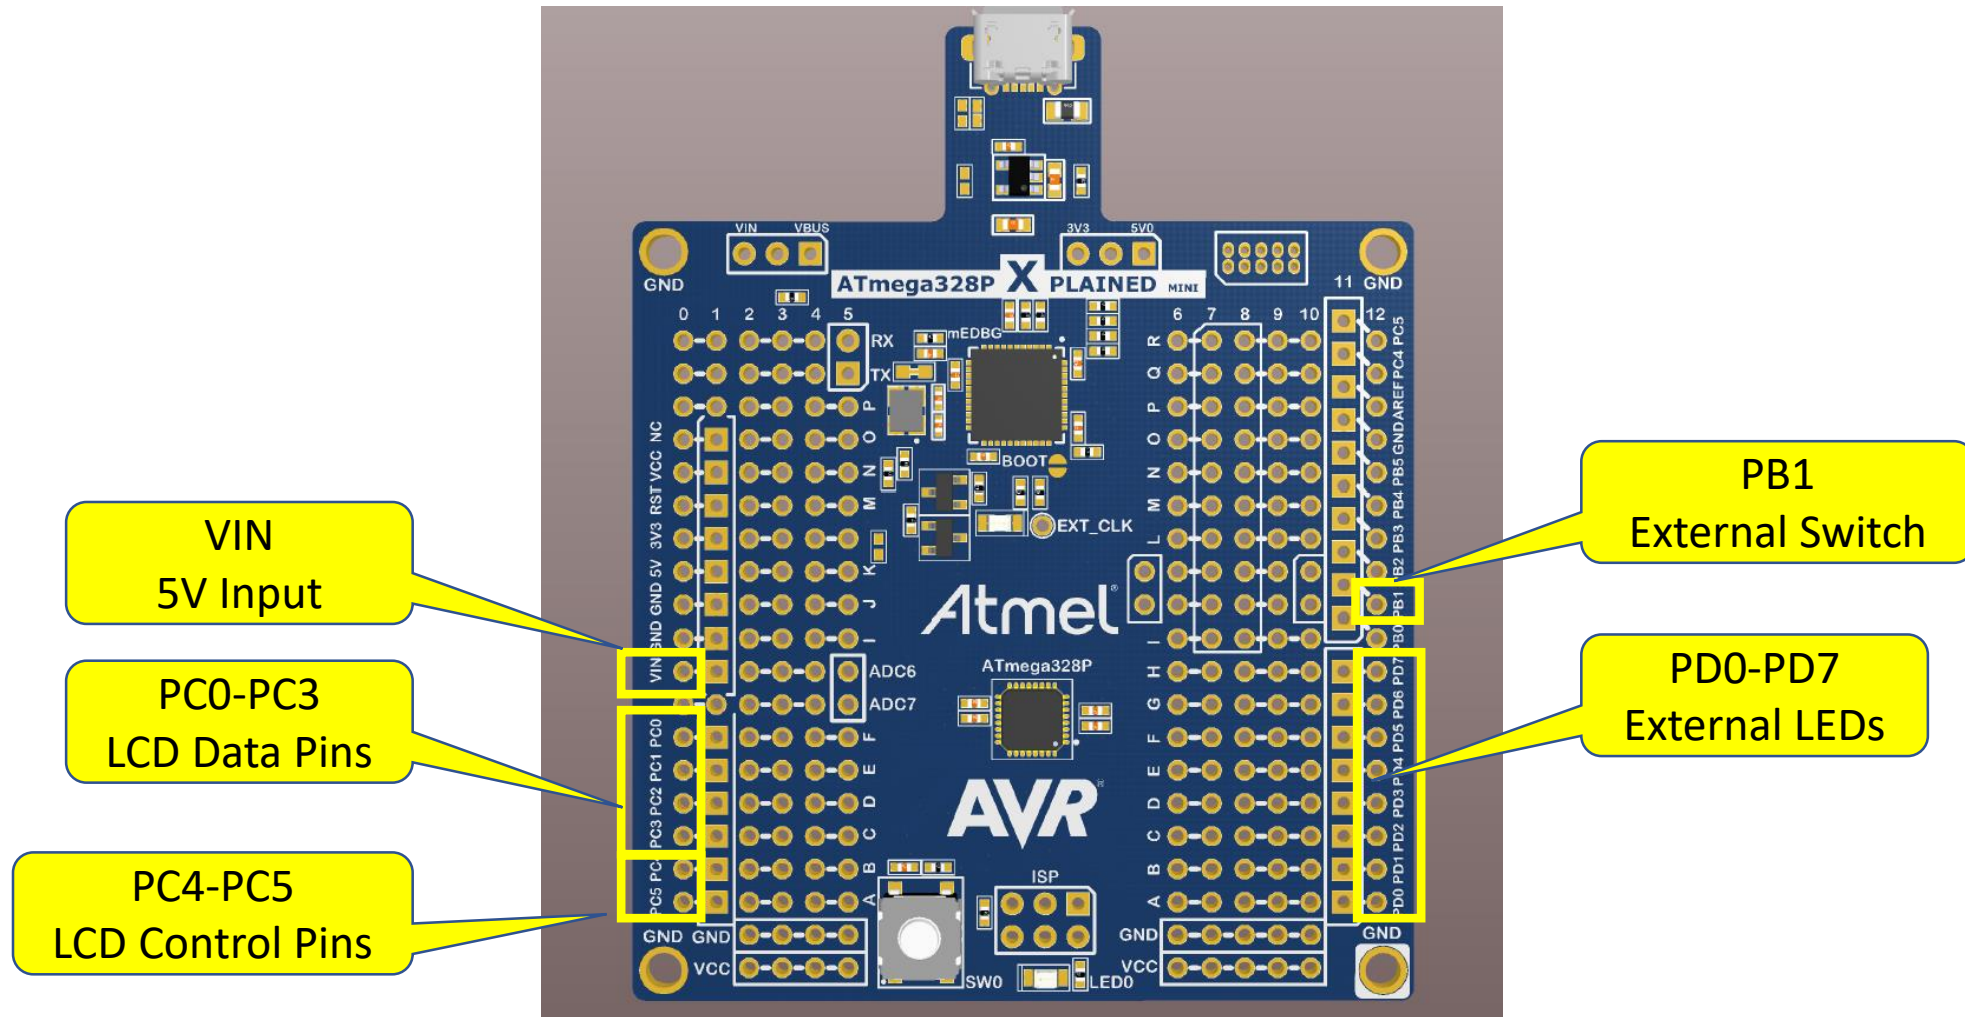 VIN
VBUS
3V3
5V0
GND
ATmega328P X PLAINED MINI
11
GND
0 1 2 3 4 5
6 7 8 9 10
12
RX
TX
mEDBG
P
O
N
M
L
K
J
I
NC
VCC
RST
3V3
5V
GND
GND
VIN
BOOT
EXT_CLK
R
Q
P
O
N
M
L
I
H
G
F
E
D
C
B
A
PC5
PC4
AREF
GND
PB5
PB4
PB3
PB2
PB1
PB0
PD7
PD6
PD5
PD4
PD3
PD2
PD1
PD0
Atmel®
ATmega328P
ADC6
ADC7
F
E
D
C
B
A
PC0
PC1
PC2
PC3
PC4
PC5
AVR®
ISP
GND GND
VCC
SW0
LED0
GND
VCC
GND
VIN
5V Input
PC0-PC3
LCD Data Pins
PC4-PC5
LCD Control Pins
PB1
External Switch
PD0-PD7
External LEDs